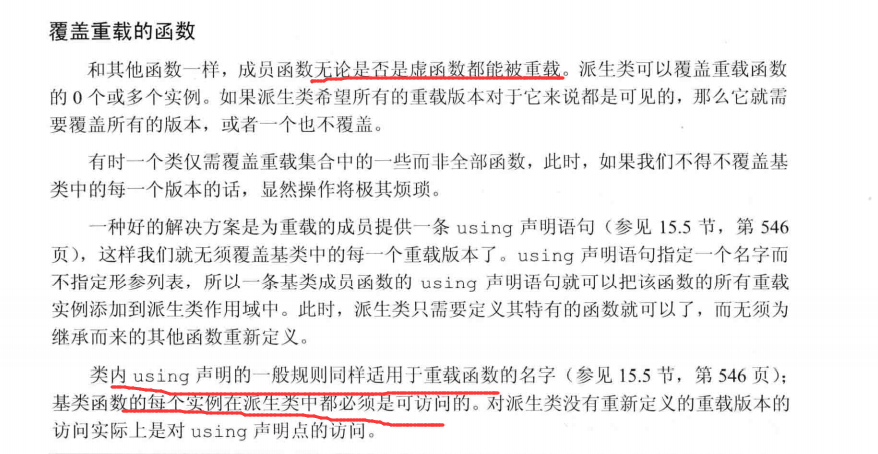 覆盖重载的函数
和其他函数一样，成员函数无论是否是虚函数都能被重载。派生类可以覆盖重载函数
的 0 个或多个实例。如果派生类希望所有的重载版本对于它来说都是可见的，那么它就需
要覆盖所有的版本，或者一个也不覆盖。
有时一个类仅需覆盖重载集合中的一些而非全部函数，此时，如果我们不得不覆盖基
类中的每一个版本的话，显然操作将极其烦琐。
一种好的解决方案是为重载的成员提供一条 using 声明语句（参见 15.5 节，第 546
页），这样我们就无须覆盖基类中的每一个重载版本了。using 声明语句指定一个名字而
不指定形参列表，所以一条基类成员函数的 using 声明语句就可以把该函数的所有重载
实例添加到派生类作用域中。此时，派生类只需要定义其特有的函数就可以了，而无须为
继承而来的其他函数重新定义。
类内 using 声明的一般规则同样适用于重载函数的名字（参见 15.5 节，第 546 页）；
基类函数的每个实例在派生类中都必须是可访问的。对派生类没有重新定义的重载版本的
访问实际上是对 using 声明点的访问。